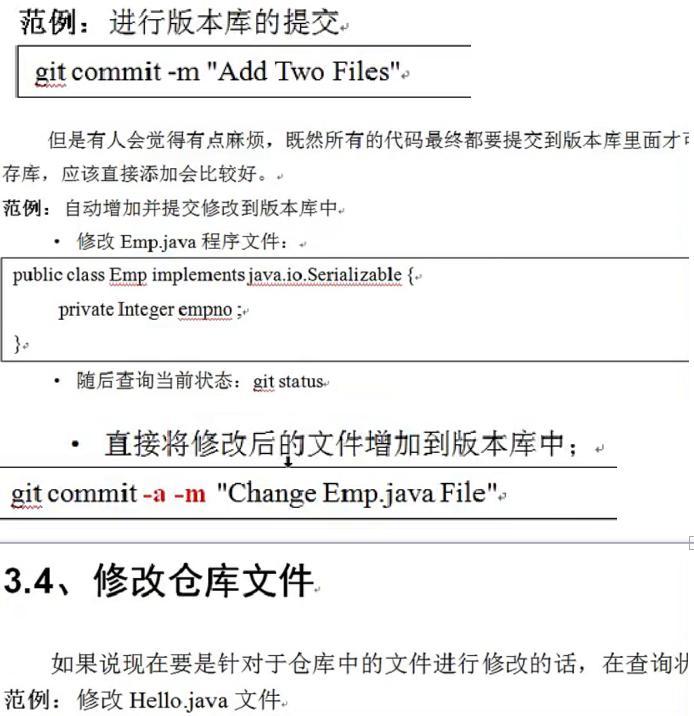 范例：进行版本库的提交
git commit -m "Add Two Files"
但是有人会觉得有点麻烦，既然所有的代码最终都要提交到版本库里面才
存库，应该直接添加会比较好。
范例：自动增加并提交修改到版本库中
• 修改 Emp.java 程序文件：
public class Emp implements java.io.Serializable {
private Integer empno ;
}
• 随后查询当前状态：git status
• 直接将修改后的文件增加到版本库中；
git commit -a -m "Change Emp.java File"
3.4、修改仓库文件
如果说现在要是针对于仓库中的文件进行修改的话，在查询状
范例：修改 Hello.java 文件